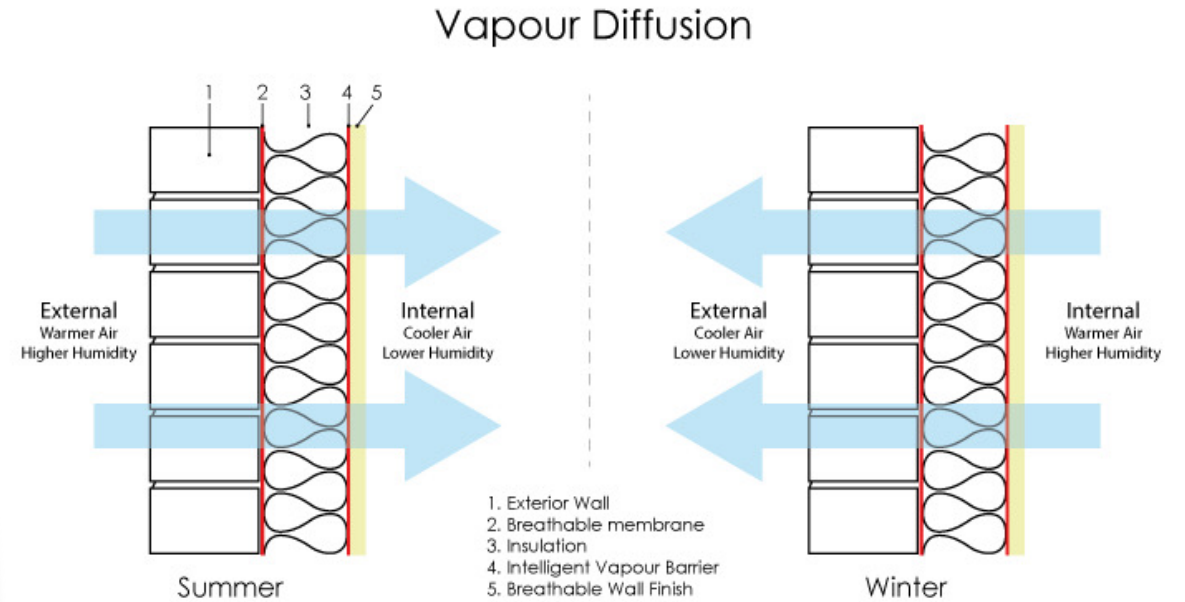 Vapour Diffusion
1 2 3 4 5
External
Warmer Air
Higher Humidity
Internal
Cooler Air
Lower Humidity
External
Cooler Air
Lower Humidity
Internal
Warmer Air
Higher Humidity
1. Exterior Wall
2. Breathable membrane
3. Insulation
4. Intelligent Vapour Barrier
5. Breathable Wall Finish
Summer
Winter